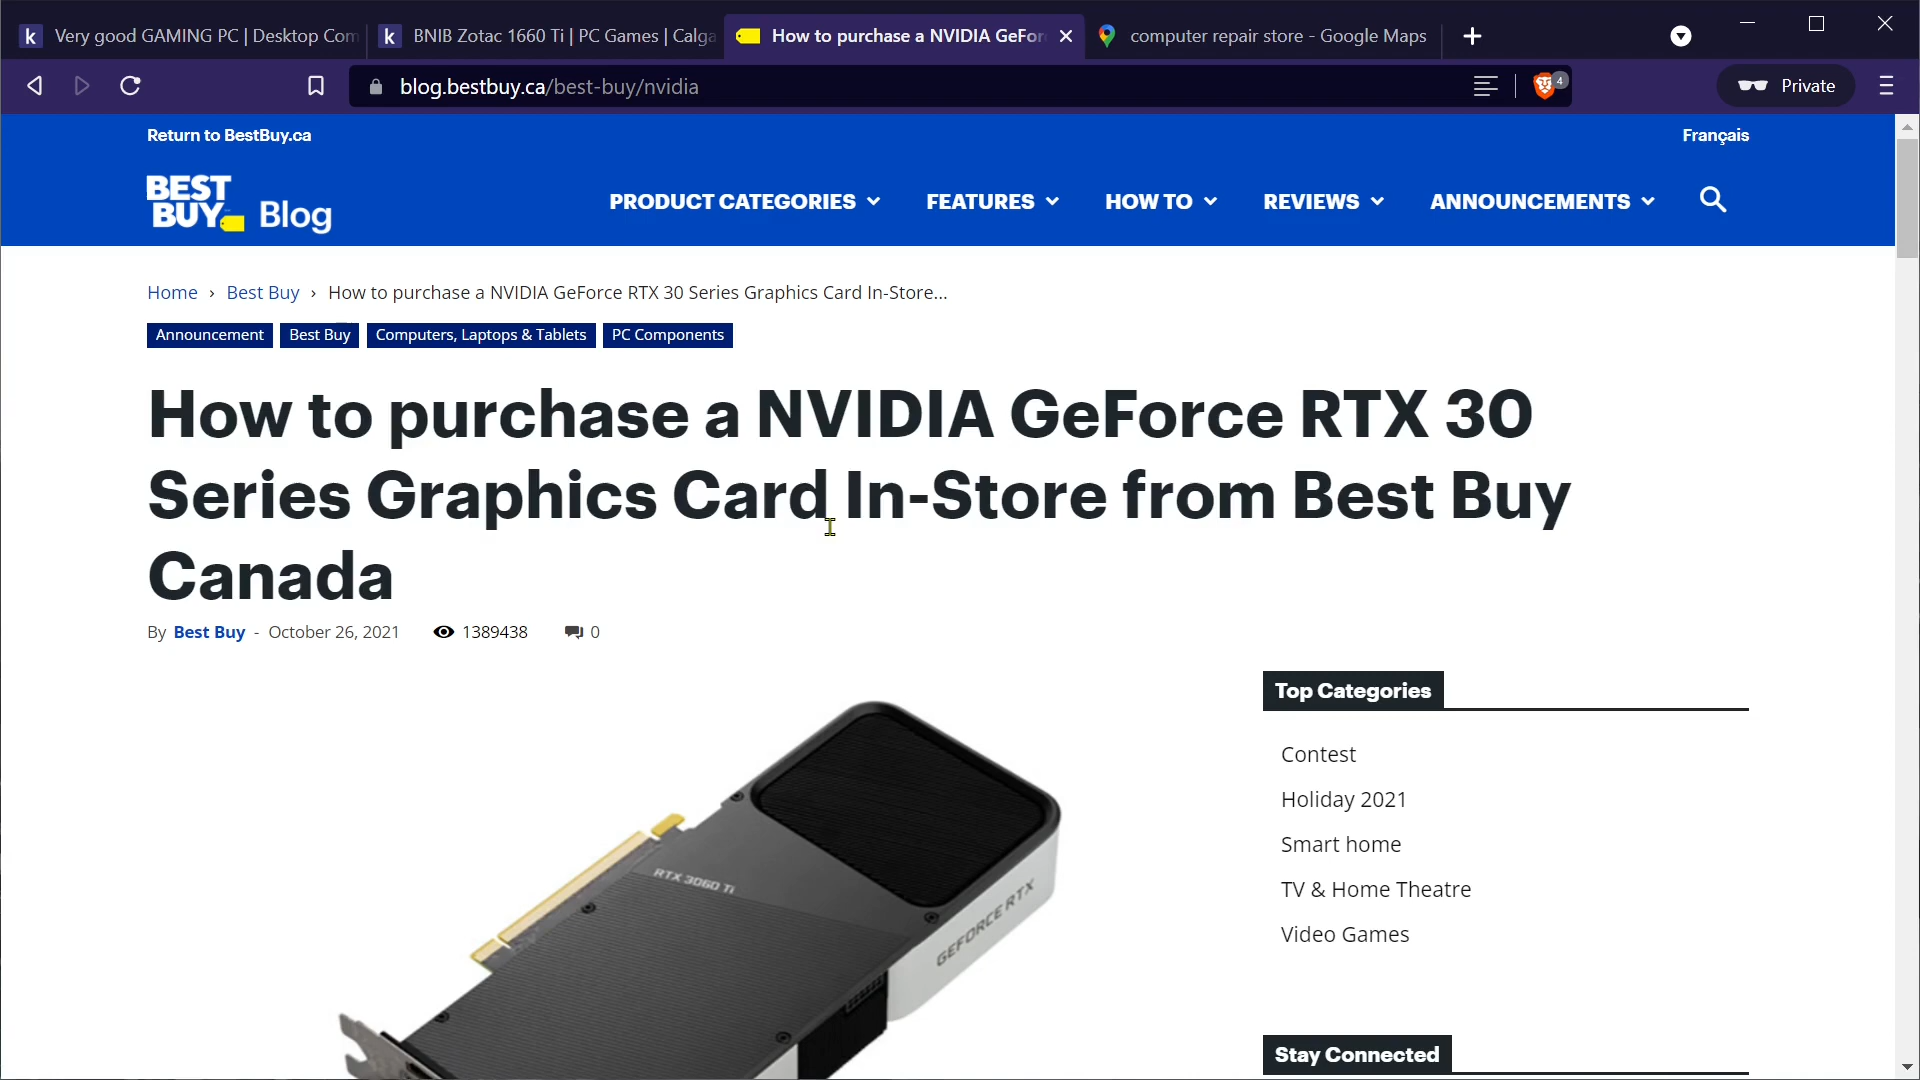 Very good GAMING PC | Desktop Com
BNIB Zotac 1660 Ti | PC Games | Calga
How to purchase a NVIDIA GeFor
computer repair store - Google Maps
blog.bestbuy.ca/best-buy/nvidia
4
Private
Return to BestBuy.ca
Français
BEST
BUY
Blog
PRODUCT CATEGORIES
FEATURES
HOW TO
REVIEWS
ANNOUNCEMENTS
Home › Best Buy › How to purchase a NVIDIA GeForce RTX 30 Series Graphics Card In-Store...
Announcement
Best Buy
Computers, Laptops & Tablets
PC Components
How to purchase a NVIDIA GeForce RTX 30
Series Graphics Card In-Store from Best Buy
Canada
By Best Buy - October 26, 2021 1389438 0
Top Categories
Contest
Holiday 2021
Smart home
TV & Home Theatre
Video Games
RTX 3060 Ti
GEFORCE RTX
Stay Connected